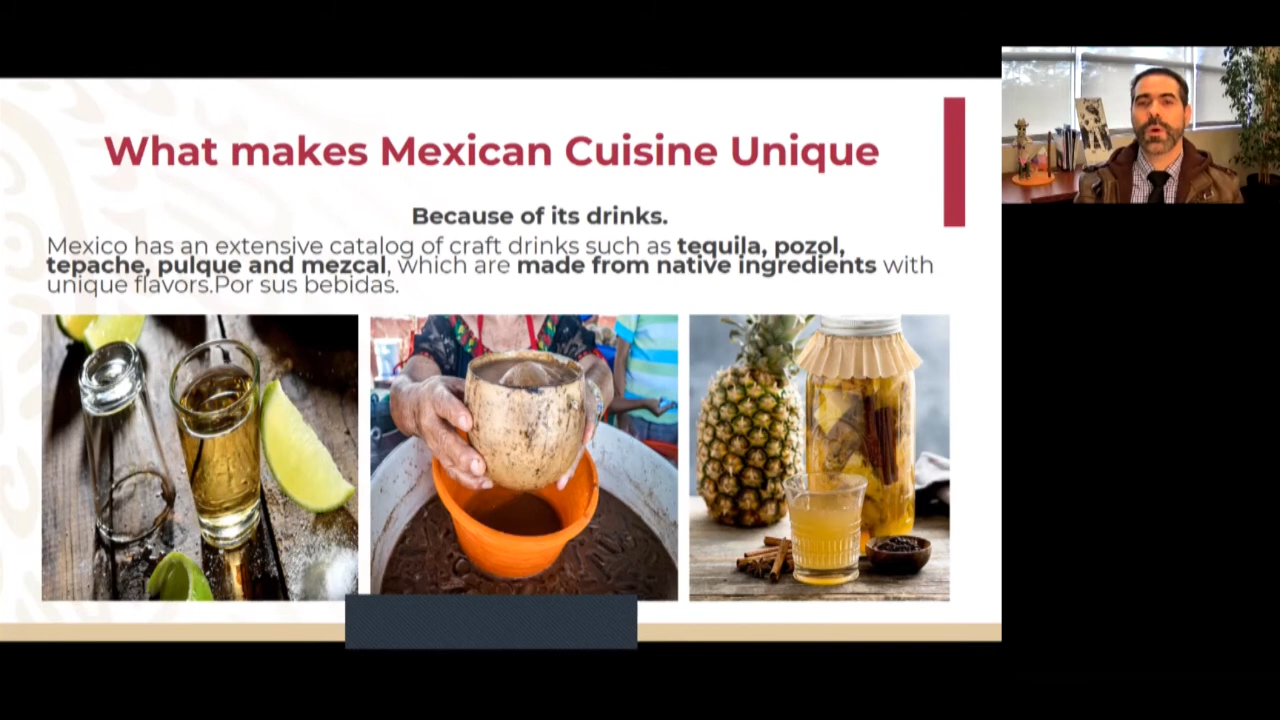 What makes Mexican Cuisine Unique
Because of its drinks.
Mexico has an extensive catalog of craft drinks such as tequila, pozol,
tepache, pulque and mezcal, which are made from native ingredients with
unique flavors.Por sus bebidas.